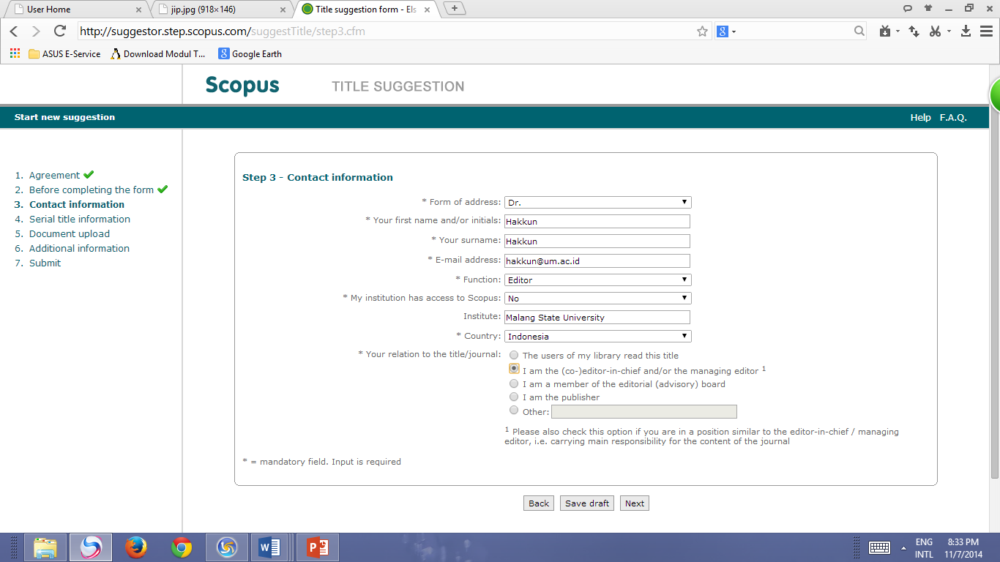 User Home
jip.jpg (918×146)
Title suggestion form - Els
http://suggestor.step.scopus.com/suggestTitle/step3.cfm
ASUS E-Service
Download Modul T...
Google Earth
Scopus
TITLE SUGGESTION
Start new suggestion
Help
F.A.Q.
1. Agreement
2. Before completing the form
3. Contact information
4. Serial title information
5. Document upload
6. Additional information
7. Submit
Step 3 - Contact information
* Form of address: Dr.
* Your first name and/or initials: Hakkun
* Your surname: Hakkun
* E-mail address: hakkun@um.ac.id
* Function: Editor
* My institution has access to Scopus: No
Institute: Malang State University
* Country: Indonesia
* Your relation to the title/journal: The users of my library read this title
I am the (co-)editor-in-chief and/or the managing editor 1
I am a member of the editorial (advisory) board
I am the publisher
Other:
1 Please also check this option if you are in a position similar to the editor-in-chief / managing
editor, i.e. carrying main responsibility for the content of the journal
* = mandatory field. Input is required
Back
Save draft
Next
ENG
INTL
8:33 PM
11/7/2014